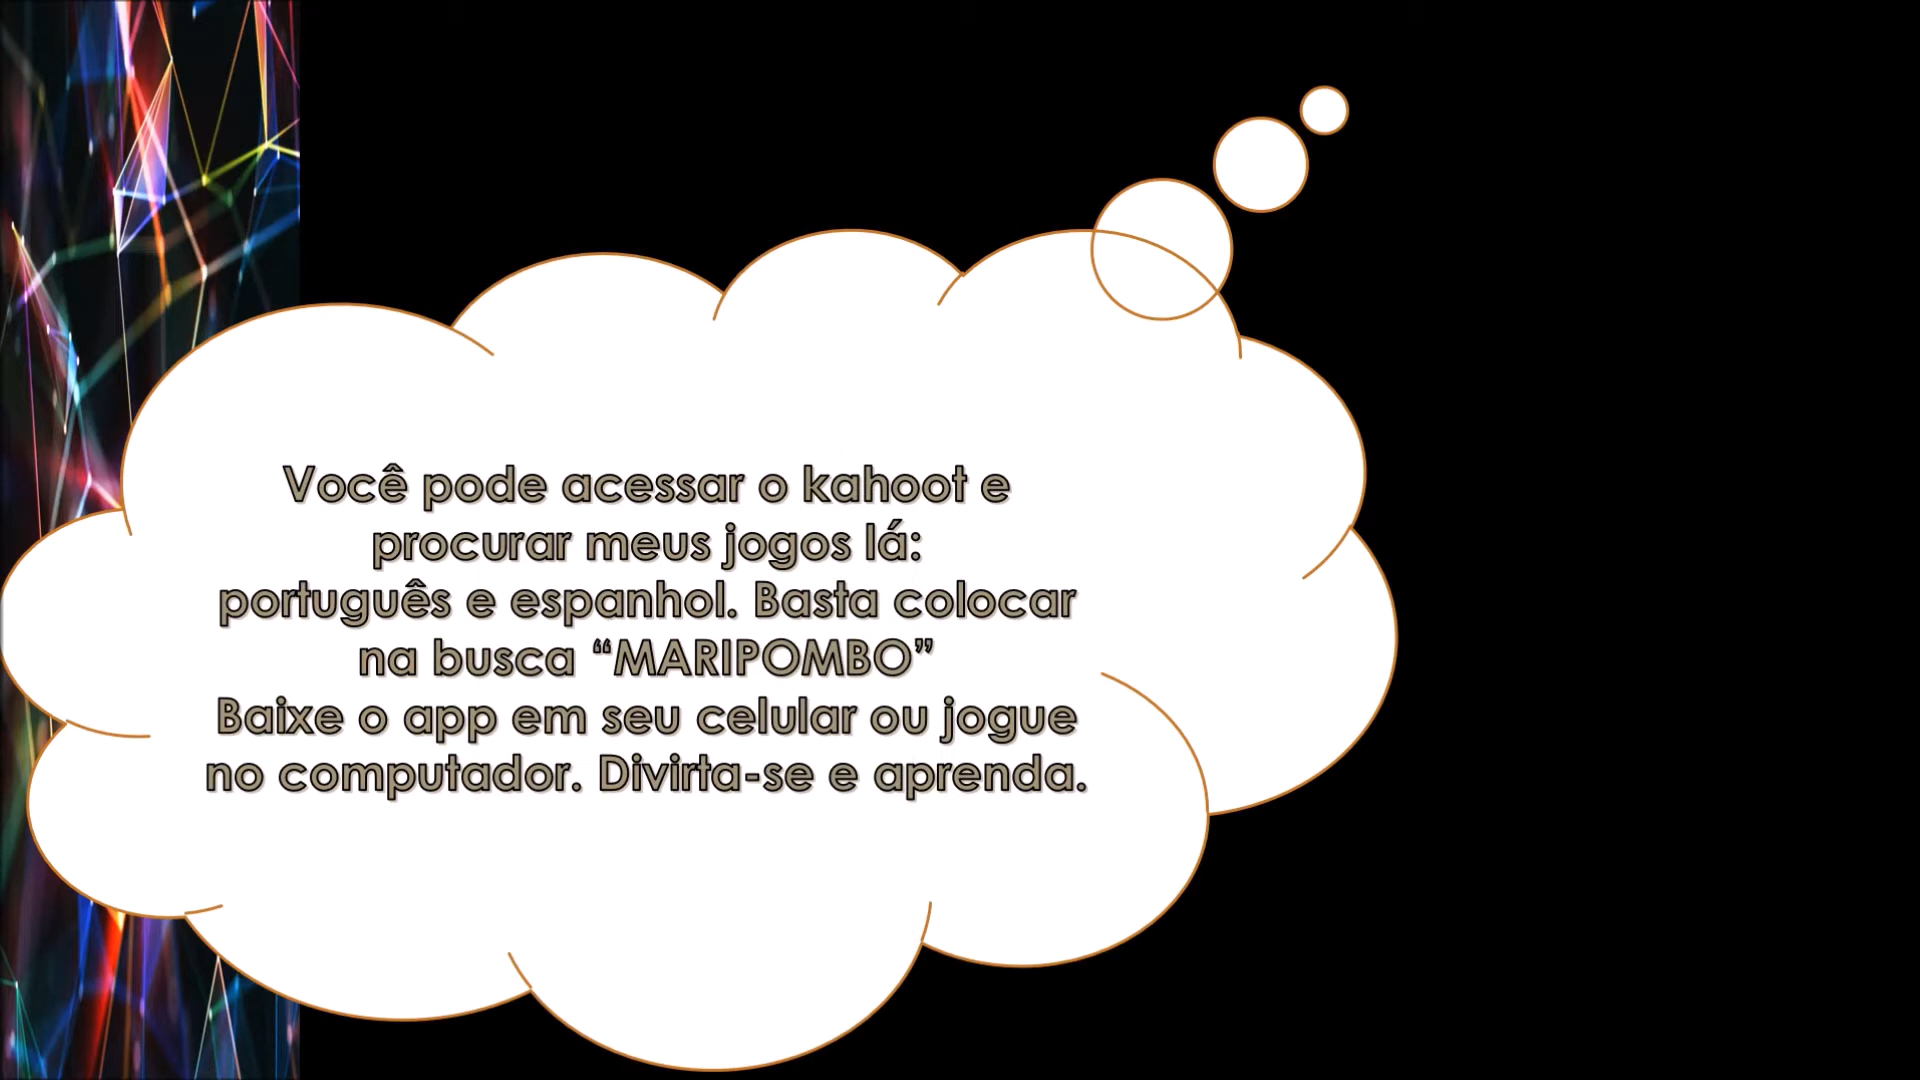 Você pode acessar o kahoot e
procurar meus jogos lá:
português e espanhol. Basta colocar
na busca “MARIPOMBO”
Baixe o app em seu celular ou jogue
no computador. Divirta-se e aprenda.